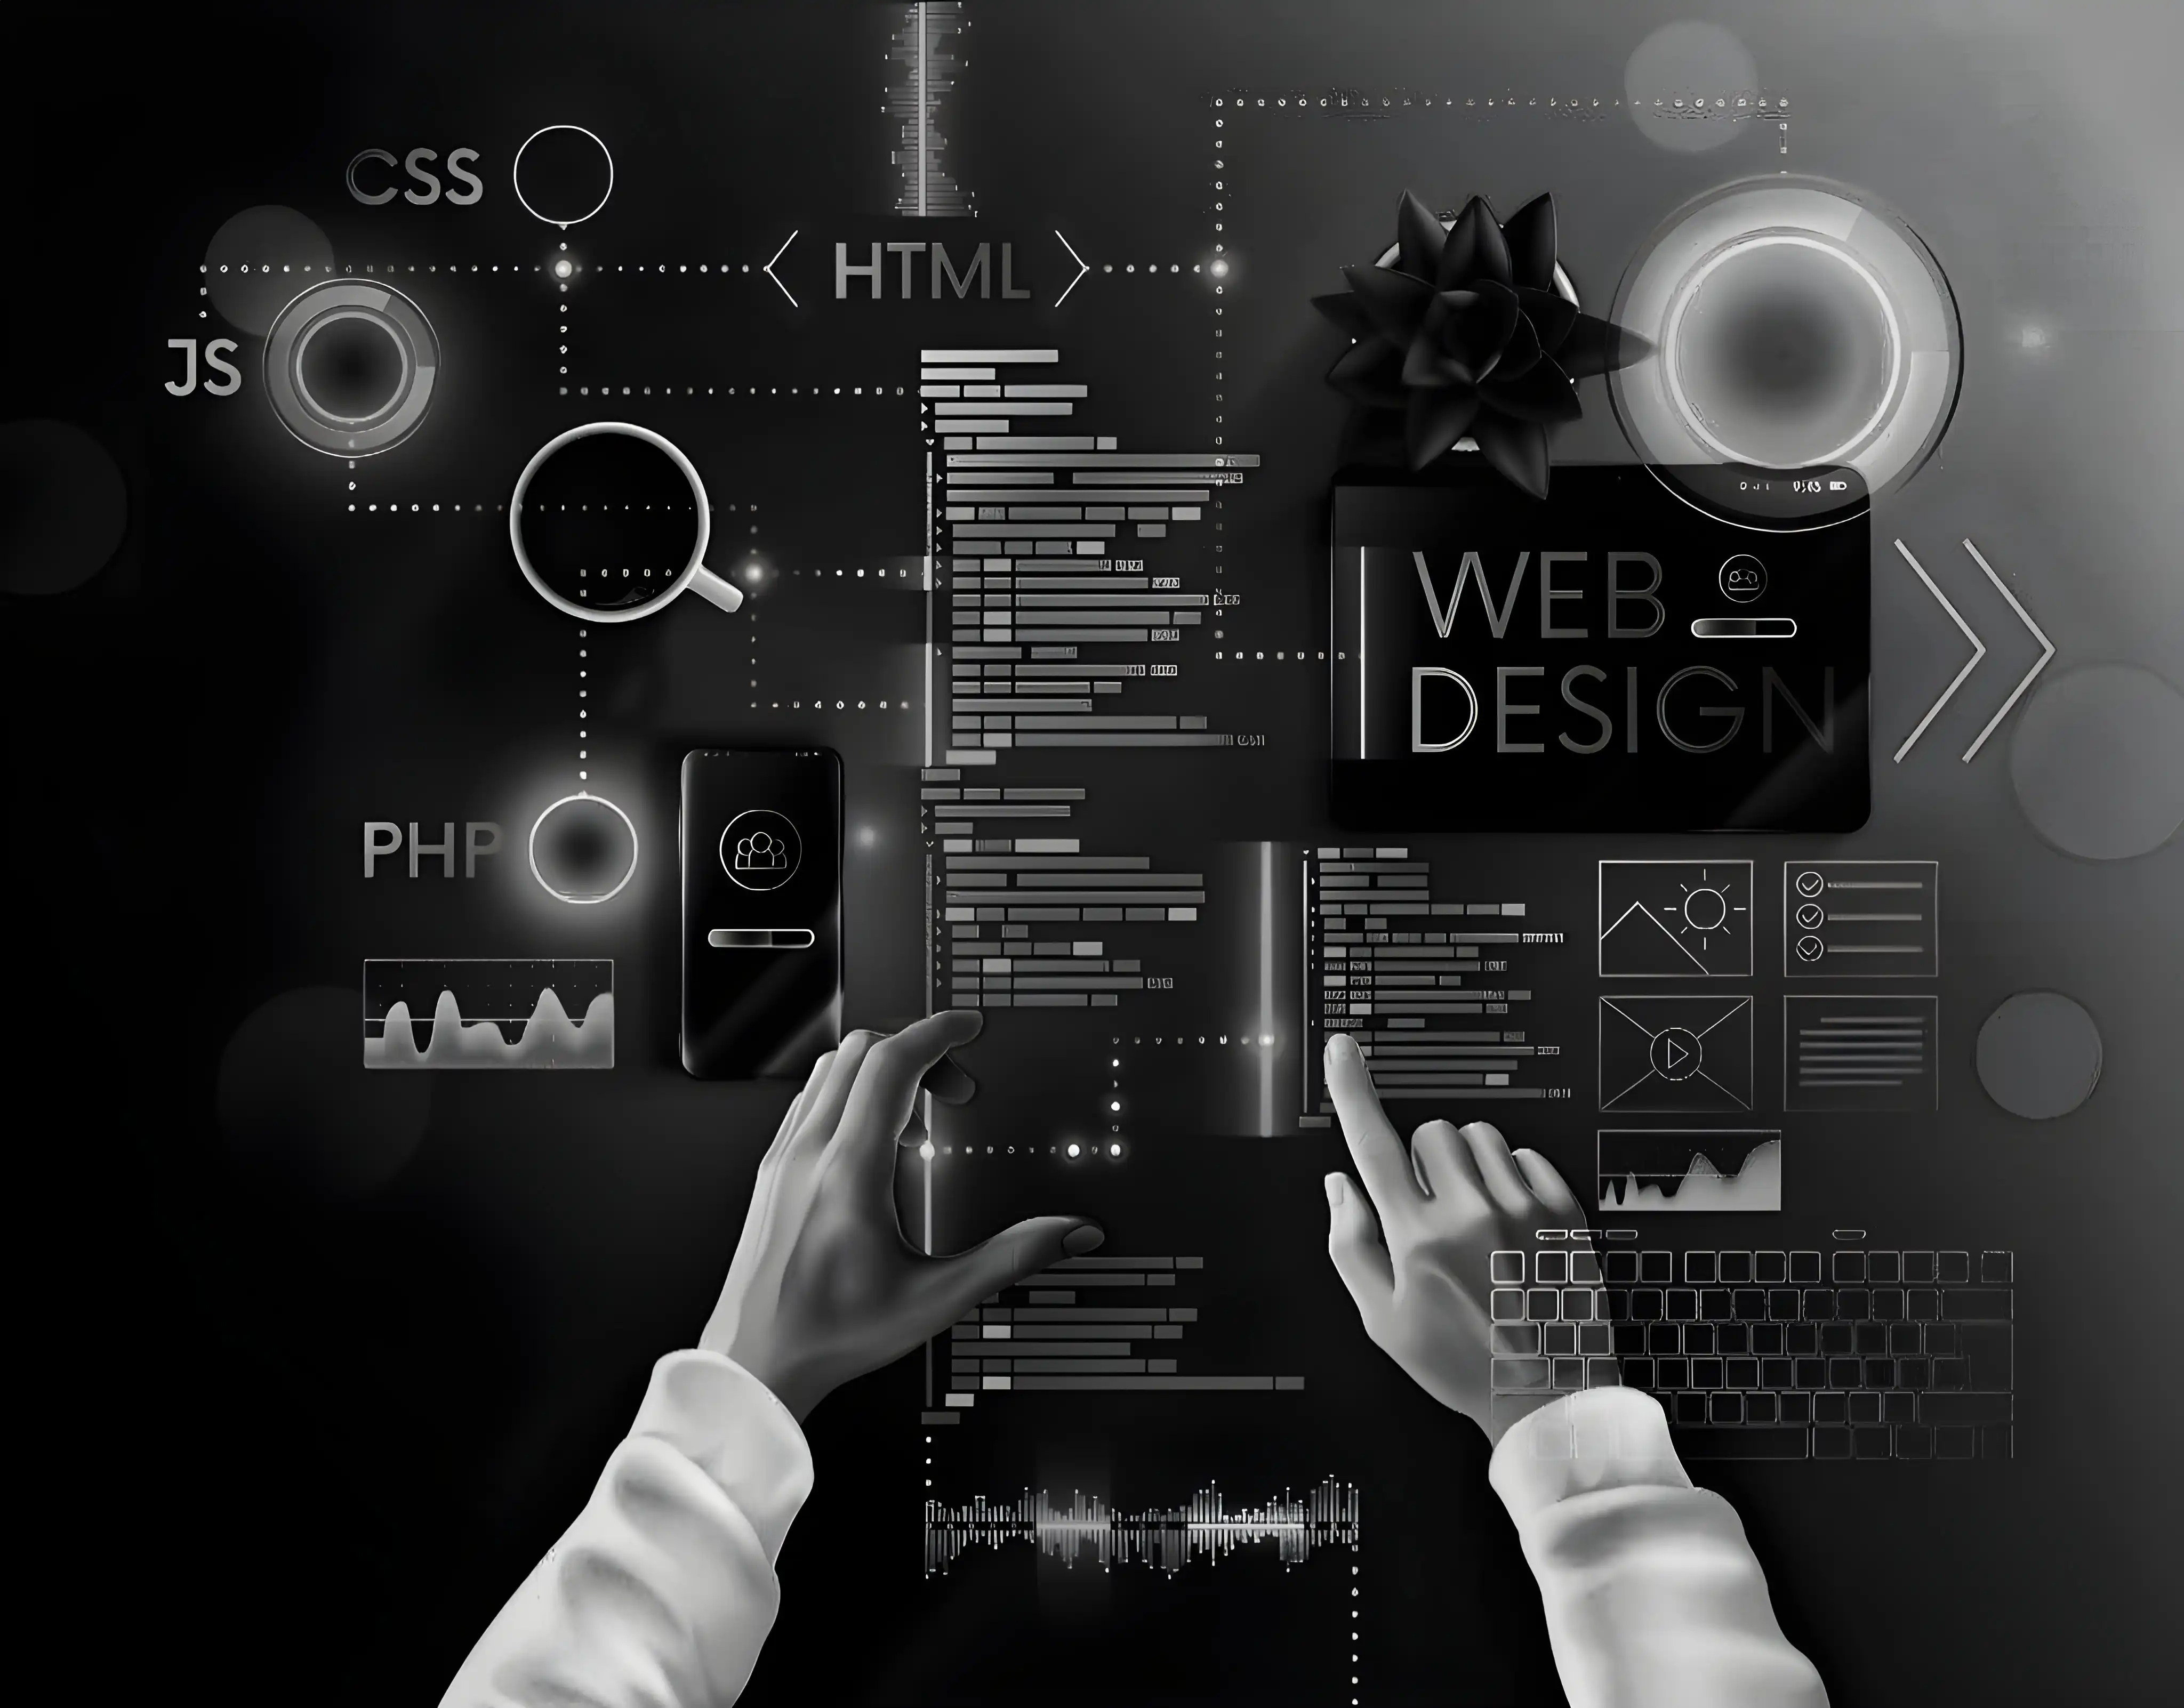 CSS
< HTML >
JS
WEB
DESIGN
PHP